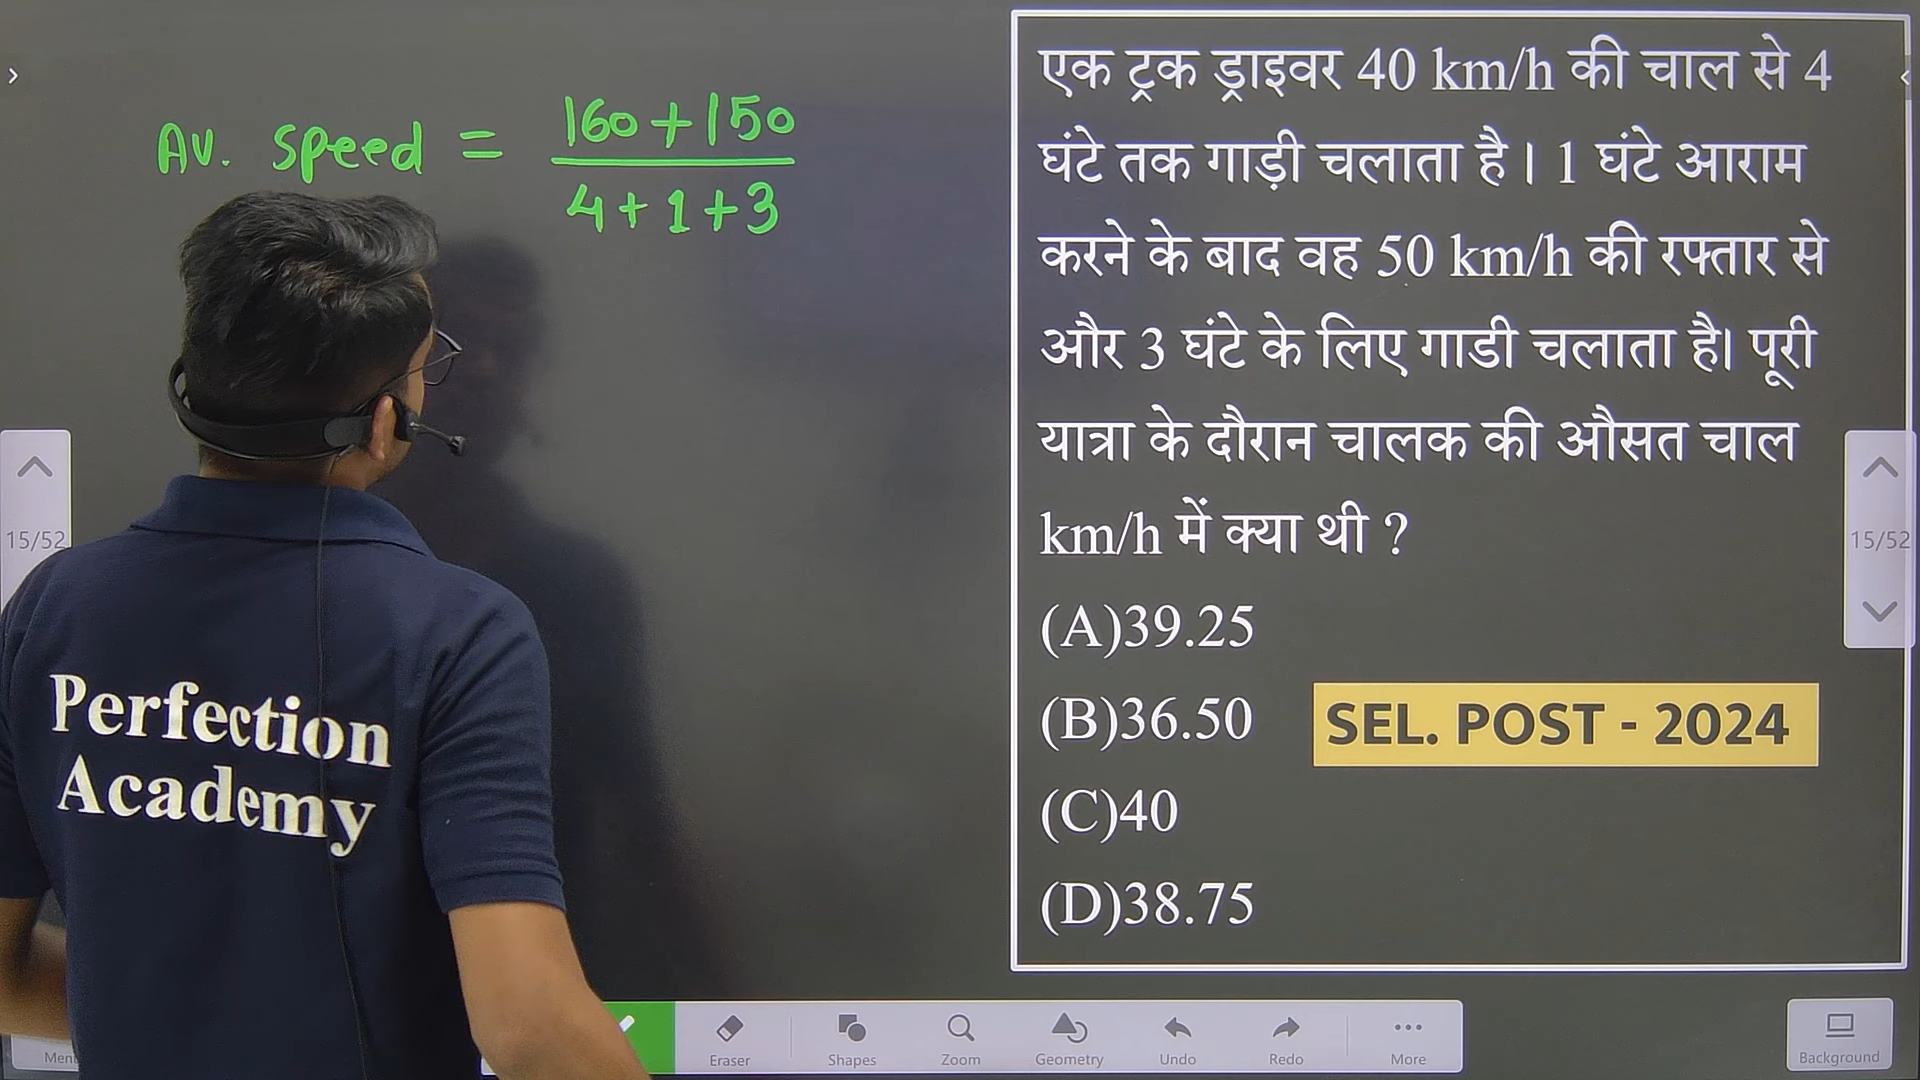 Av. speed = 160+150
4+1+3
एक ट्रक ड्राइवर 40 km/h की चाल से 4
घंटे तक गाड़ी चलाता है। 1 घंटे आराम
करने के बाद वह 50 km/h की रफ्तार से
और 3 घंटे के लिए गाडी चलाता है। पूरी
यात्रा के दौरान चालक की औसत चाल
km/h में क्या थी ?
(A)39.25
(B)36.50
SEL. POST - 2024
(C)40
(D)38.75
15/52
15/52
Perfection
Academy
Eraser
Shapes
Zoom
Geometry
Undo
Redo
More
Background